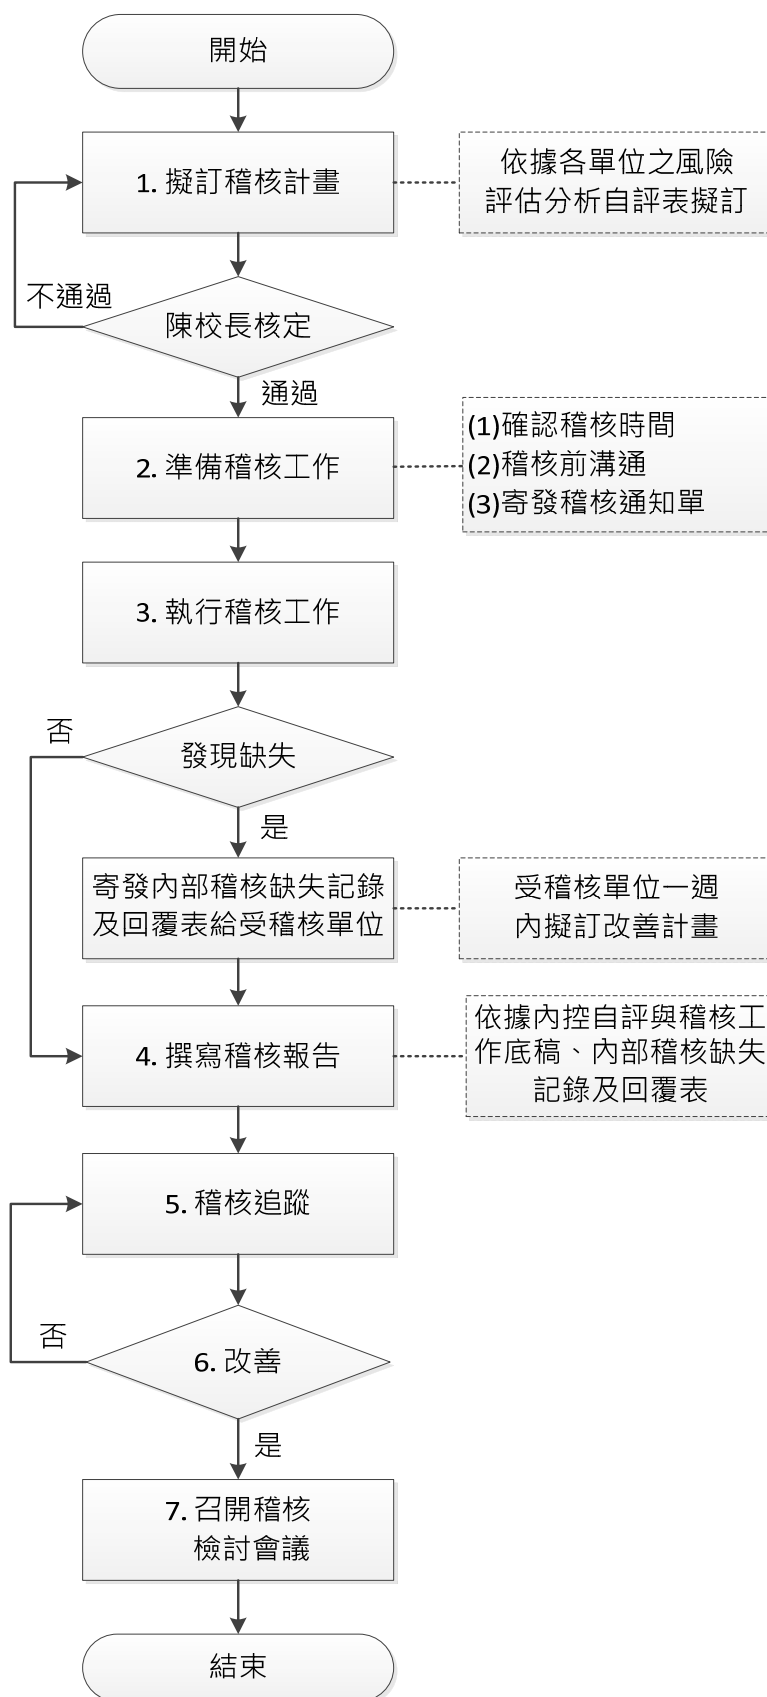 開始
1. 擬訂稽核計畫
依據各單位之風險
評估分析自評表擬訂
不通過
陳校長核定
通過
2. 準備稽核工作
(1)確認稽核時間
(2)稽核前溝通
(3)寄發稽核通知單
3. 執行稽核工作
否
發現缺失
是
寄發內部稽核缺失記錄
及回覆表給受稽核單位
受稽核單位一週
內擬訂改善計畫
4. 撰寫稽核報告
依據內控自評與稽核工
作底稿、內部稽核缺失
記錄及回覆表
5. 稽核追蹤
否
6. 改善
是
7. 召開稽核
檢討會議
結束